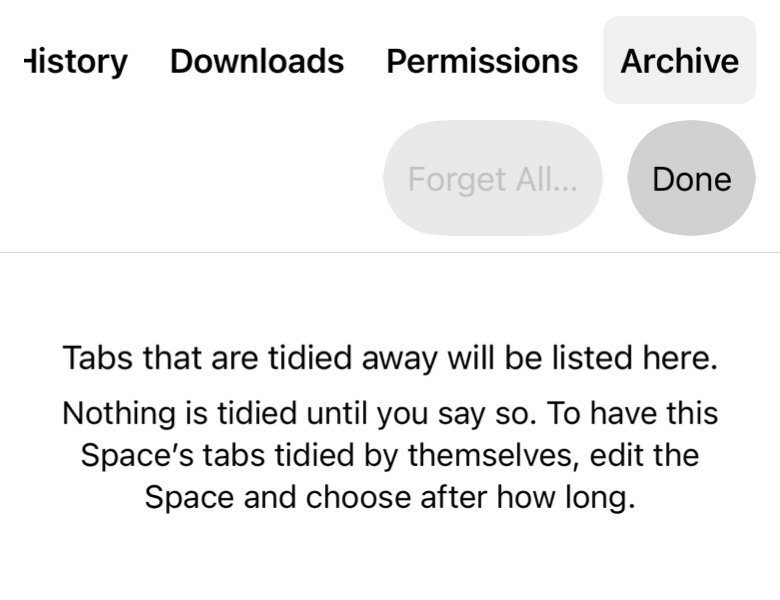 History Downloads Permissions Archive
Forget All... Done
Tabs that are tidied away will be listed here.
Nothing is tidied until you say so. To have this
Space’s tabs tidied by themselves, edit the
Space and choose after how long.